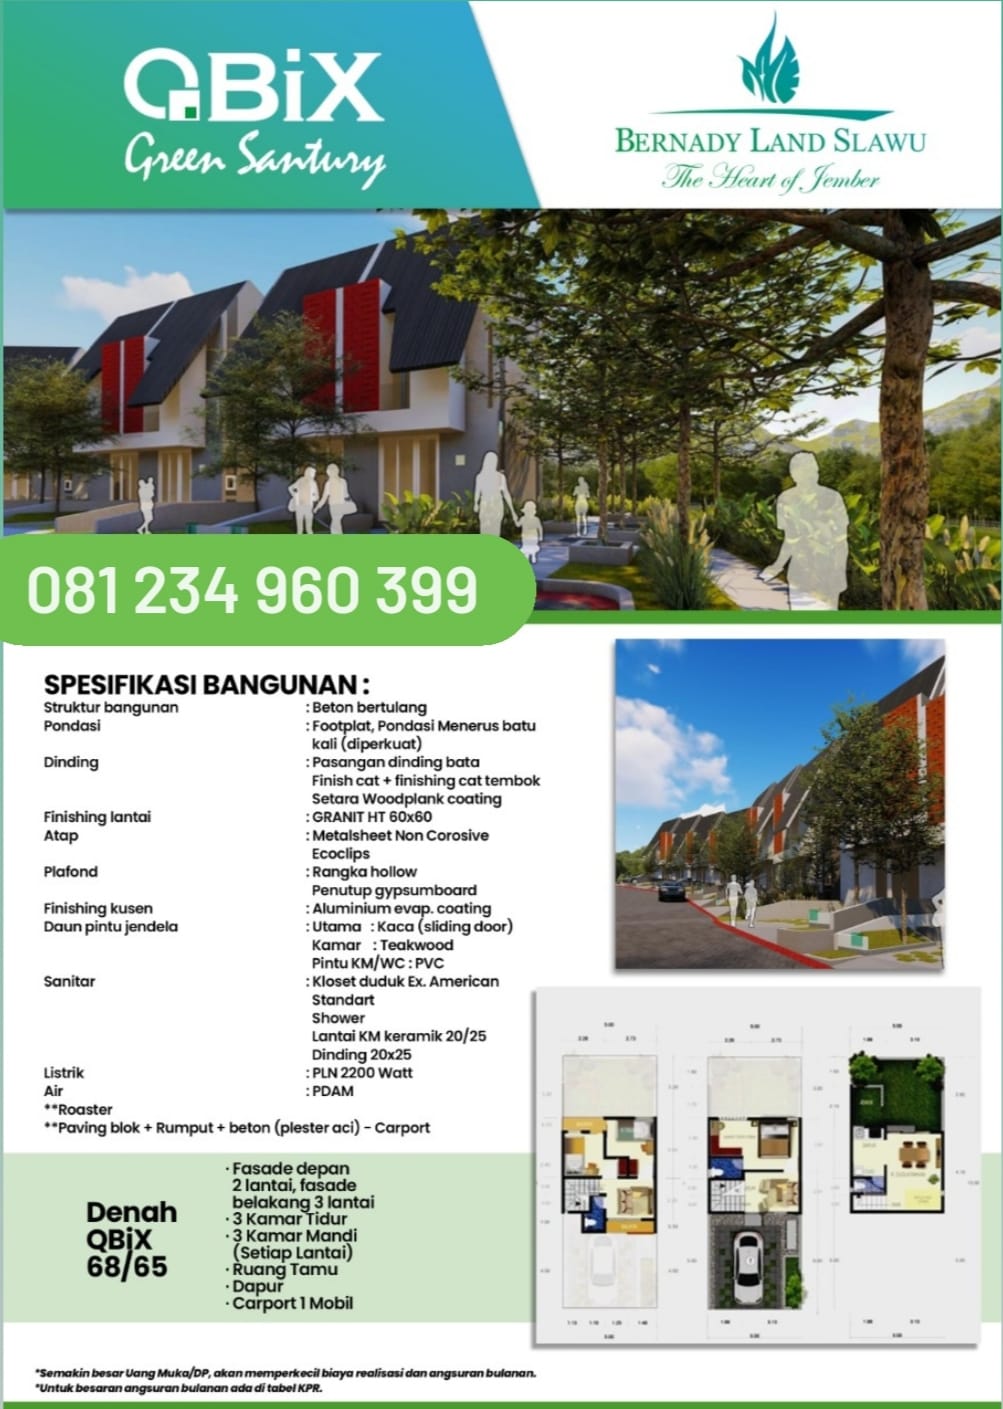 QBiX
Green Santury
BERNADY LAND SLAWU
The Heart of Jember
081 234 960 399
SPESIFIKASI BANGUNAN :
Struktur bangunan : Beton bertulang
Pondasi : Footplat, Pondasi Menerus batu
kali (diperkuat)
Dinding : Pasangan dinding bata
Finish cat + finishing cat tembok
Setara Woodplank coating
Finishing lantai : GRANIT HT 60x60
Atap : Metalsheet Non Corosive
Ecoclips
Plafond : Rangka hollow
Penutup gypsumboard
Finishing kusen : Aluminium evap. coating
Daun pintu jendela : Utama : Kaca (sliding door)
Kamar : Teakwood
Pintu KM/WC : PVC
Sanitar : Kloset duduk Ex. American
Standart
Shower
Lantai KM keramik 20/25
Dinding 20x25
Listrik : PLN 2200 Watt
Air : PDAM
**Roaster
**Paving blok + Rumput + beton (plester aci) - Carport
Denah
QBiX
68/65
· Fasade depan
2 lantai, fasade
belakang 3 lantai
· 3 Kamar Tidur
· 3 Kamar Mandi
(Setiap Lantai)
· Ruang Tamu
· Dapur
· Carport 1 Mobil
*Semakin besar Uang Muka/DP, akan memperkecil biaya realisasi dan angsuran bulanan.
*Untuk besaran angsuran bulanan ada di tabel KPR.